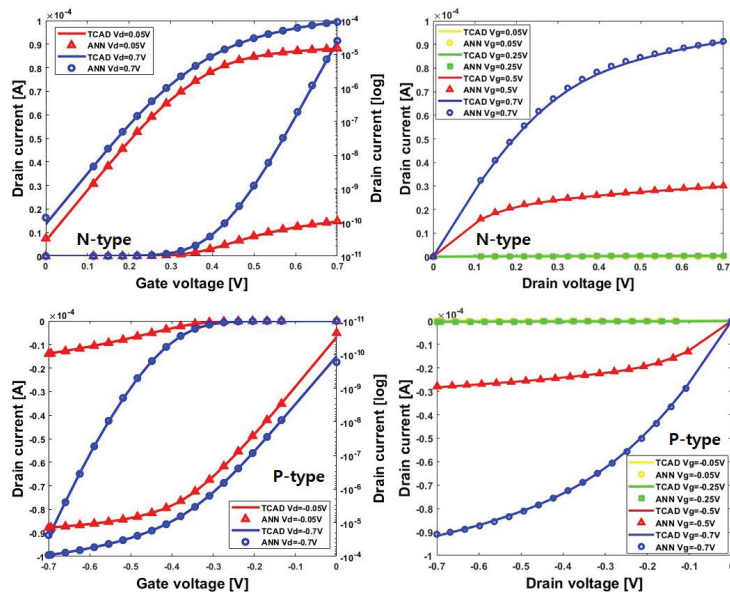 ×10⁻⁴
1
0.9
0.8
0.7
0.6
0.5
0.4
0.3
0.2
0.1
0
Drain current [A]
TCAD Vd=0.05V
ANN Vd=0.05V
TCAD Vd=0.7V
ANN Vd=0.7V
N-type
0 0.1 0.2 0.3 0.4 0.5 0.6 0.7
Gate voltage [V]
10⁻⁴
10⁻⁵
10⁻⁶
10⁻⁷
10⁻⁸
10⁻⁹
10⁻¹⁰
10⁻¹¹
Drain current [log]
×10⁻⁴
1
0.9
0.8
0.7
0.6
0.5
0.4
0.3
0.2
0.1
0
Drain current [A]
TCAD Vg=0.05V
ANN Vg=0.05V
TCAD Vg=0.25V
ANN Vg=0.25V
TCAD Vg=0.5V
ANN Vg=0.5V
TCAD Vg=0.7V
ANN Vg=0.7V
N-type
0 0.1 0.2 0.3 0.4 0.5 0.6 0.7
Drain voltage [V]
×10⁻⁴
0
-0.1
-0.2
-0.3
-0.4
-0.5
-0.6
-0.7
-0.8
-0.9
-1
Drain current [A]
P-type
TCAD Vd=-0.05V
ANN Vd=-0.05V
TCAD Vd=-0.7V
ANN Vd=-0.7V
-0.7 -0.6 -0.5 -0.4 -0.3 -0.2 -0.1 0
Gate voltage [V]
-10⁻¹¹
-10⁻¹⁰
-10⁻⁹
-10⁻⁸
-10⁻⁷
-10⁻⁶
-10⁻⁵
-10⁻⁴
Drain current [log]
×10⁻⁴
0
-0.1
-0.2
-0.3
-0.4
-0.5
-0.6
-0.7
-0.8
-0.9
-1
Drain current [A]
P-type
TCAD Vg=-0.05V
ANN Vg=-0.05V
TCAD Vg=-0.25V
ANN Vg=-0.25V
TCAD Vg=-0.5V
ANN Vg=-0.5V
TCAD Vg=-0.7V
ANN Vg=-0.7V
-0.7 -0.6 -0.5 -0.4 -0.3 -0.2 -0.1 0
Drain voltage [V]